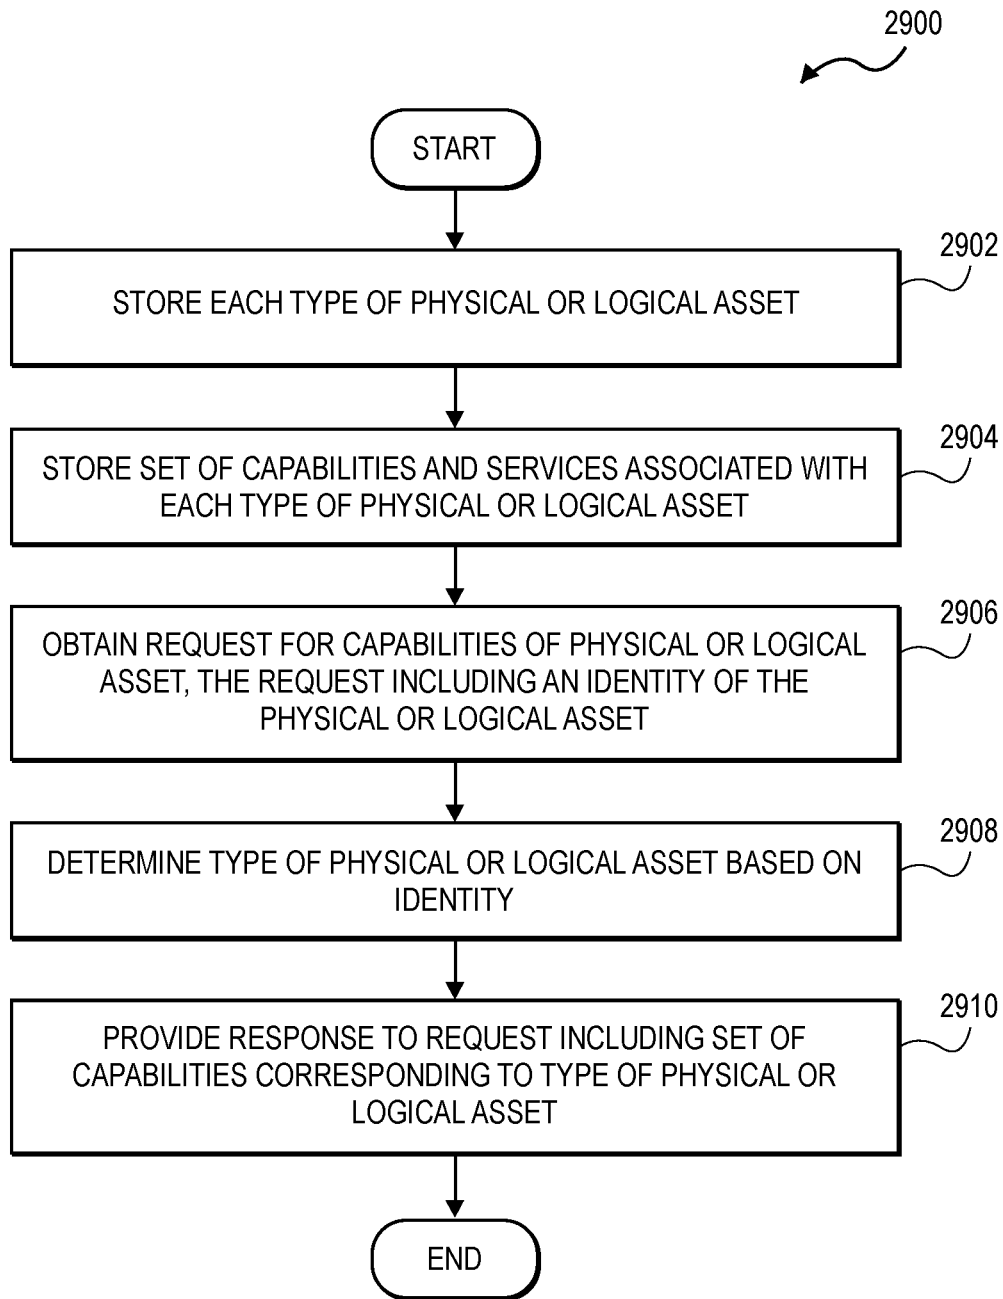 2900
START
2902
STORE EACH TYPE OF PHYSICAL OR LOGICAL ASSET
2904
STORE SET OF CAPABILITIES AND SERVICES ASSOCIATED WITH
EACH TYPE OF PHYSICAL OR LOGICAL ASSET
2906
OBTAIN REQUEST FOR CAPABILITIES OF PHYSICAL OR LOGICAL
ASSET, THE REQUEST INCLUDING AN IDENTITY OF THE
PHYSICAL OR LOGICAL ASSET
2908
DETERMINE TYPE OF PHYSICAL OR LOGICAL ASSET BASED ON
IDENTITY
2910
PROVIDE RESPONSE TO REQUEST INCLUDING SET OF
CAPABILITIES CORRESPONDING TO TYPE OF PHYSICAL OR
LOGICAL ASSET
END